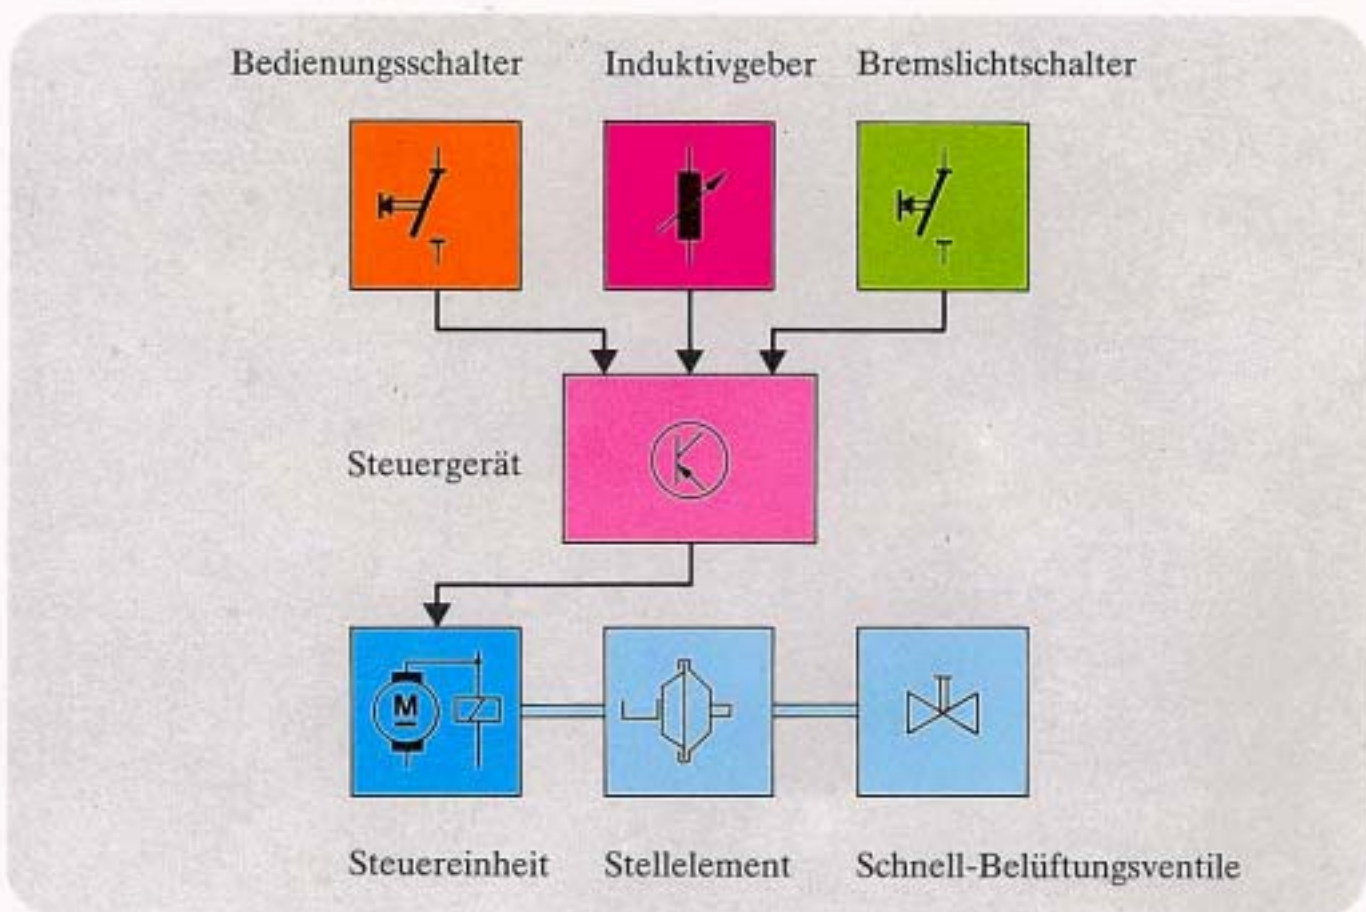 Bedienungsschalter Induktivgeber Bremslichtschalter
Steuergerät
M
Steuereinheit Stellelement Schnell-Belüftungsventile